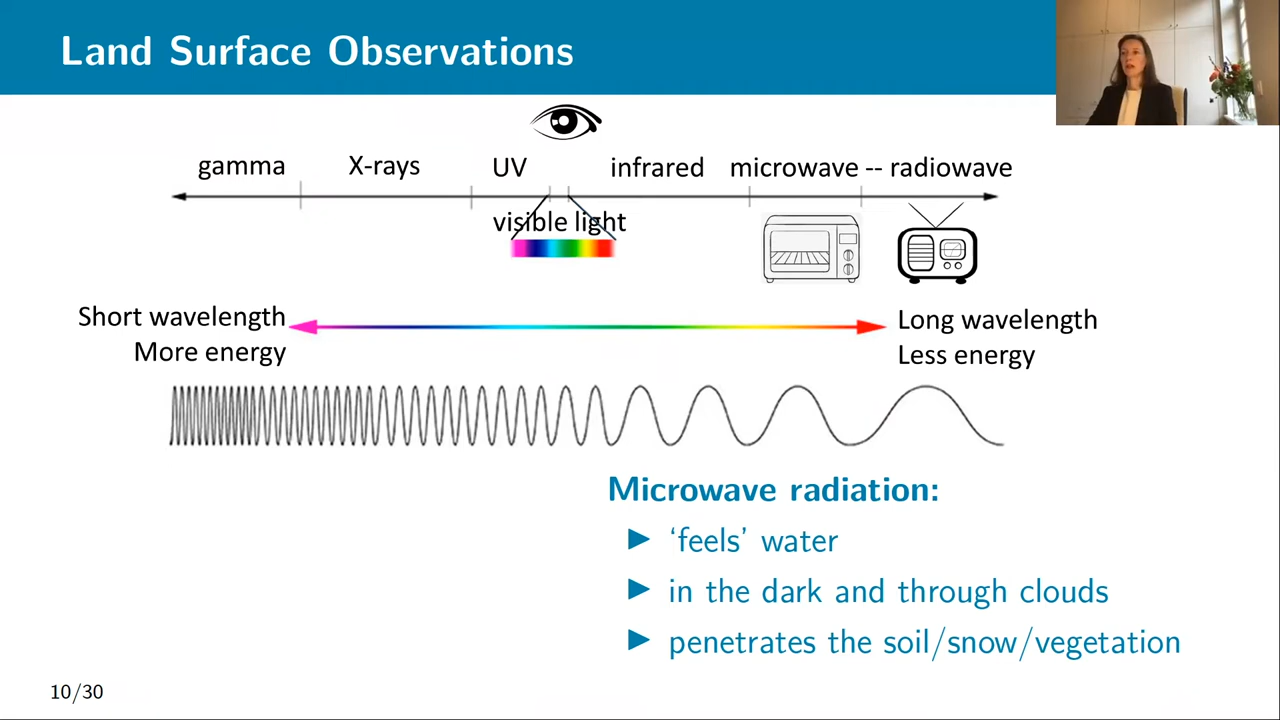 Land Surface Observations
gamma X-rays UV infrared microwave -- radiowave
visible light
Short wavelength Long wavelength
More energy Less energy
Microwave radiation:
► ‘feels’ water
► in the dark and through clouds
► penetrates the soil/snow/vegetation
10/30